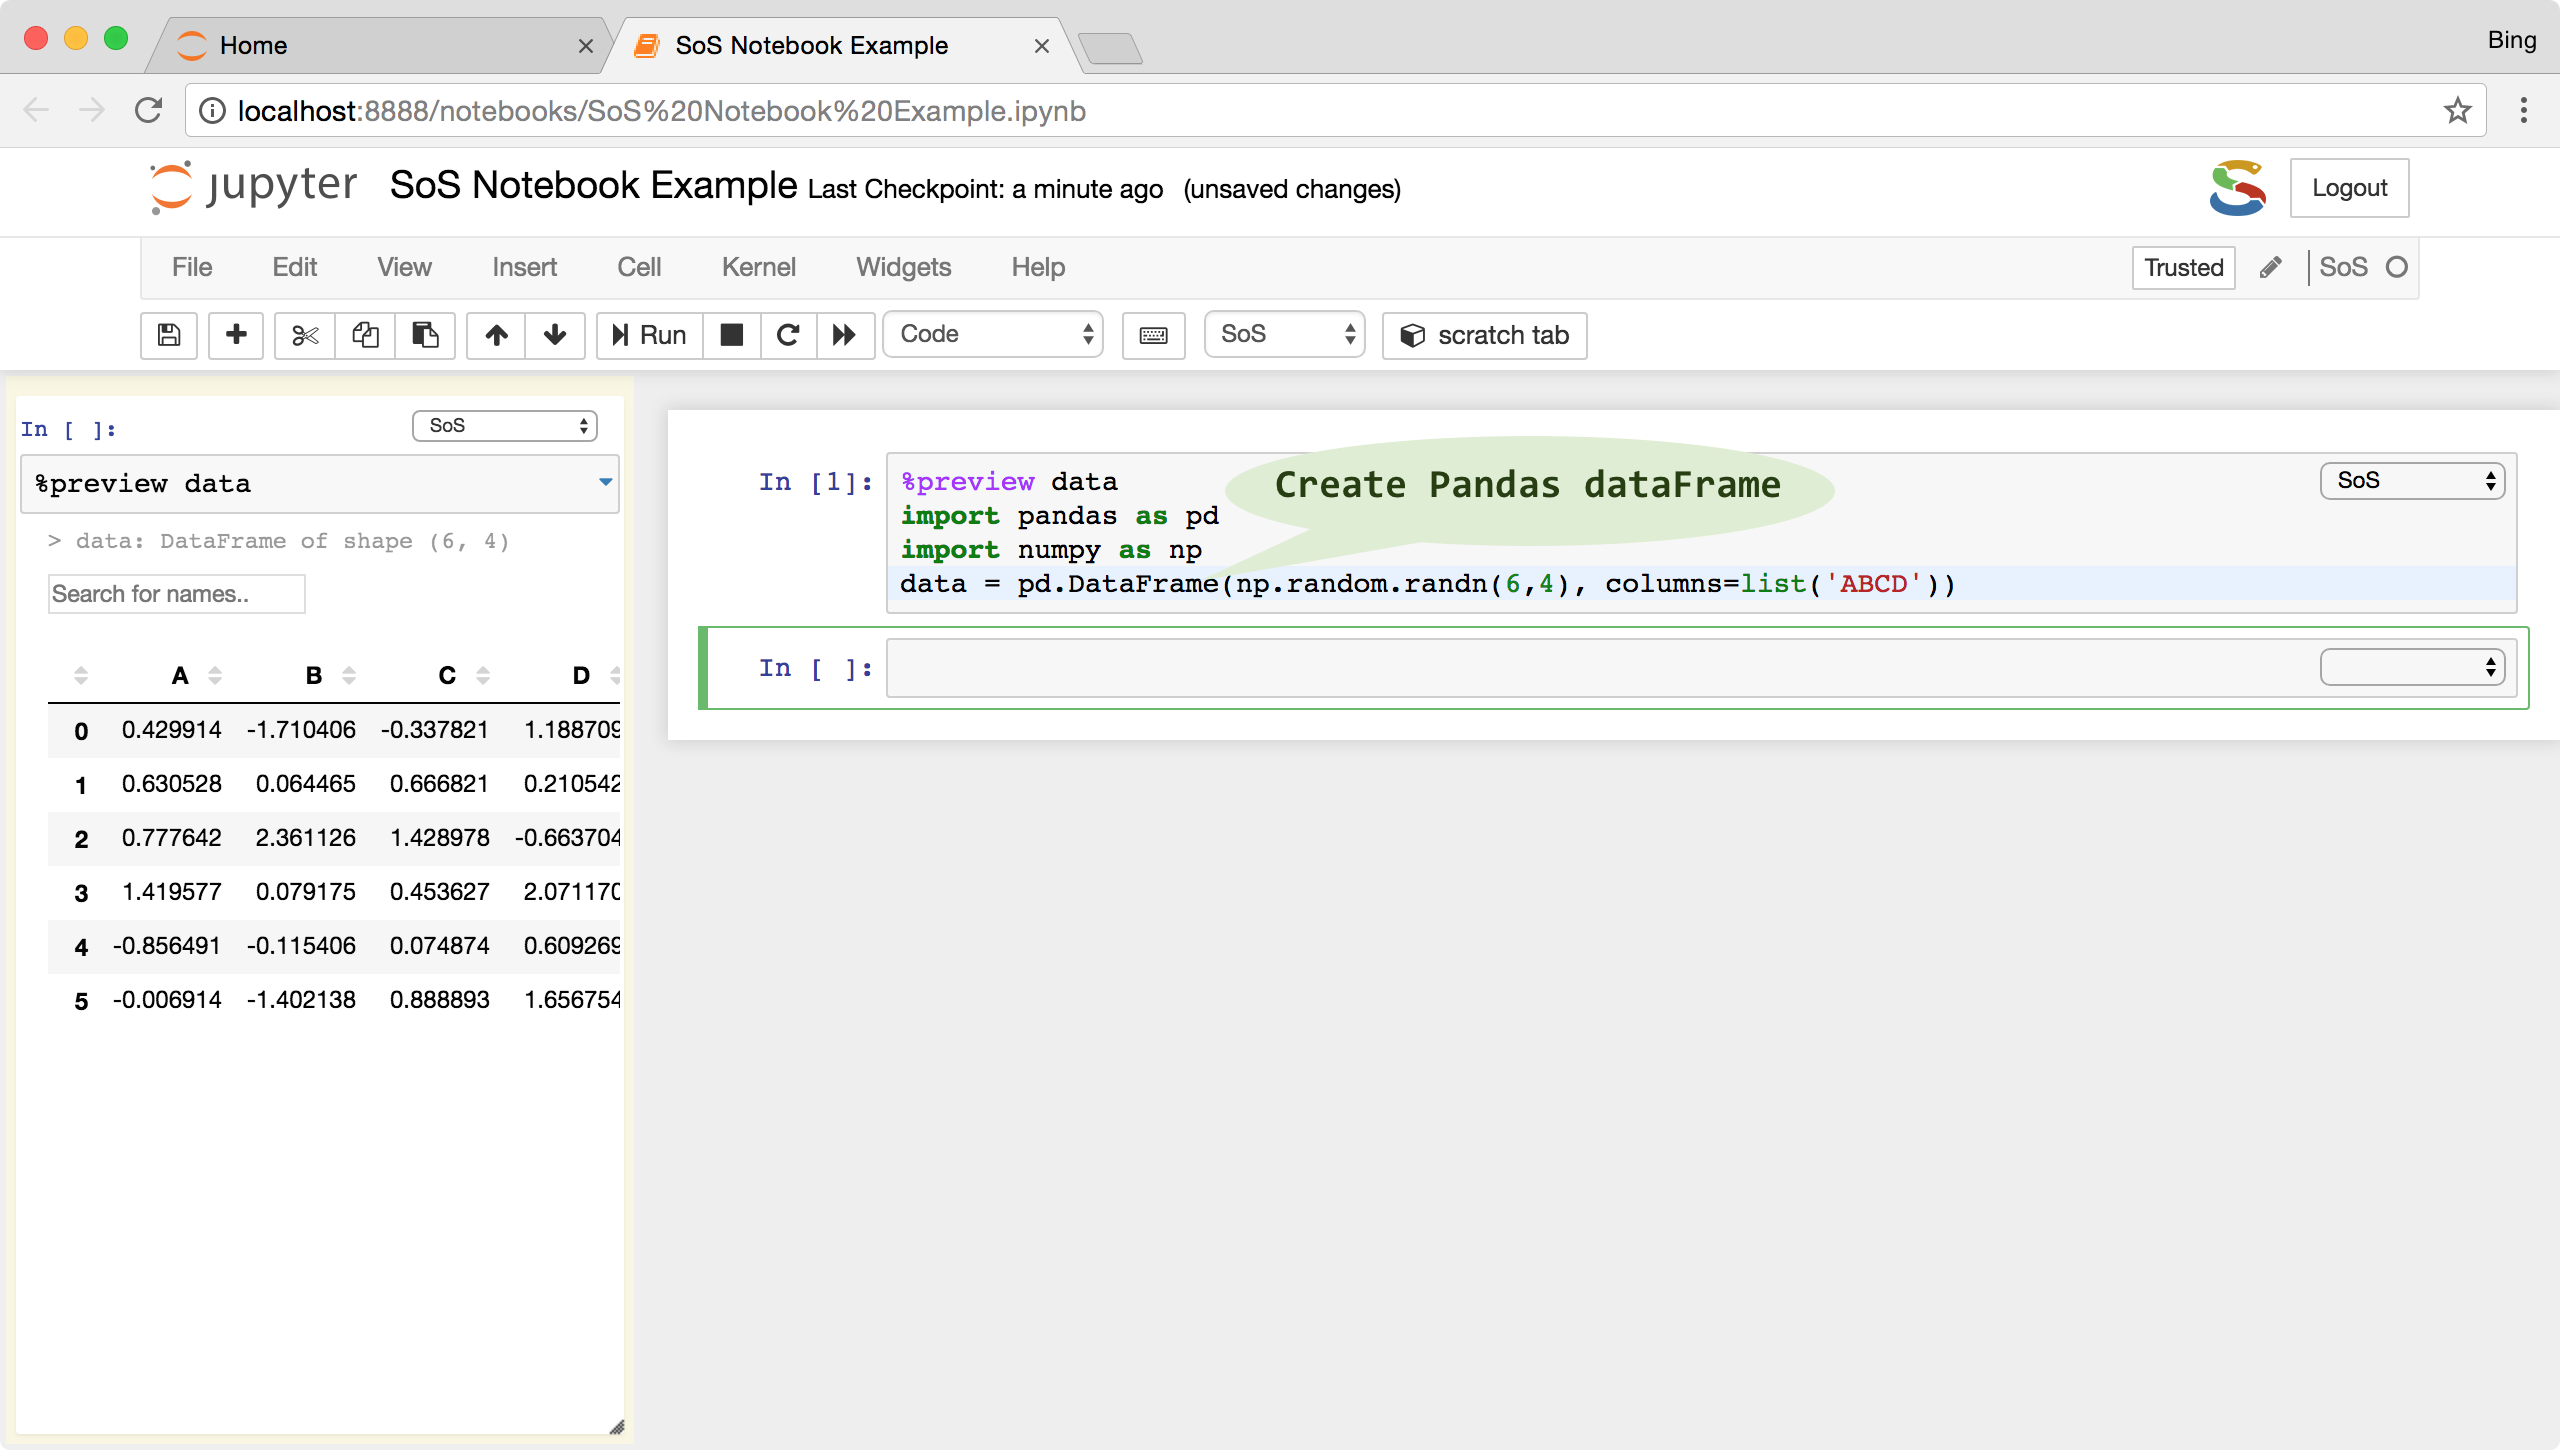 Home
SoS Notebook Example
Bing
localhost:8888/notebooks/SoS%20Notebook%20Example.ipynb
jupyter SoS Notebook Example Last Checkpoint: a minute ago (unsaved changes)
Logout
File Edit View Insert Cell Kernel Widgets Help
Trusted
SoS
Run
Code
SoS
scratch tab
In [ ]:
SoS
%preview data
> data: DataFrame of shape (6, 4)
Search for names..
A B C D
0 0.429914 -1.710406 -0.337821 1.188709
1 0.630528 0.064465 0.666821 0.210542
2 0.777642 2.361126 1.428978 -0.663704
3 1.419577 0.079175 0.453627 2.071170
4 -0.856491 -0.115406 0.074874 0.609269
5 -0.006914 -1.402138 0.888893 1.656754
In [1]:
%preview data
import pandas as pd
import numpy as np
data = pd.DataFrame(np.random.randn(6,4), columns=list('ABCD'))
Create Pandas dataFrame
SoS
In [ ]: